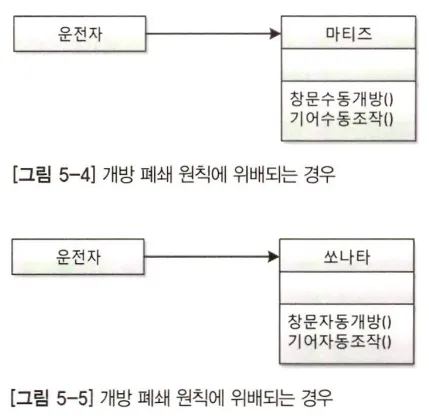 운전자
마티즈
창문수동개방()
기어수동조작()
[그림 5-4] 개방 폐쇄 원칙에 위배되는 경우
운전자
쏘나타
창문자동개방()
기어자동조작()
[그림 5-5] 개방 폐쇄 원칙에 위배되는 경우